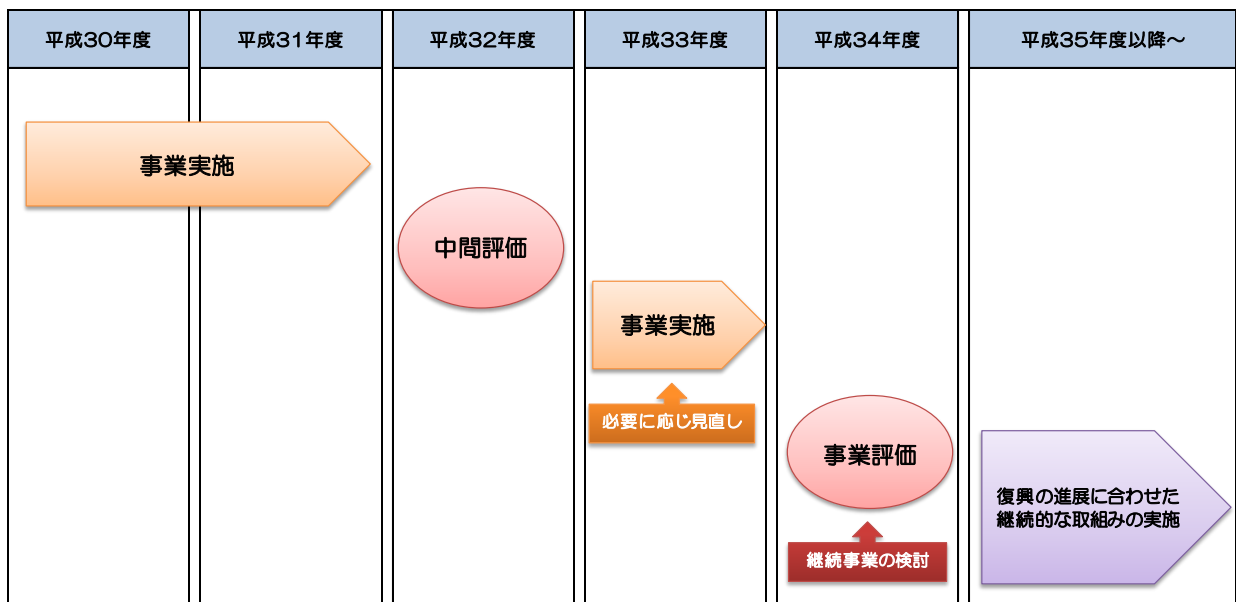 平成30年度
平成31年度
平成32年度
平成33年度
平成34年度
平成35年度以降～
事業実施
中間評価
事業実施
必要に応じ見直し
事業評価
継続事業の検討
復興の進展に合わせた
継続的な取組みの実施